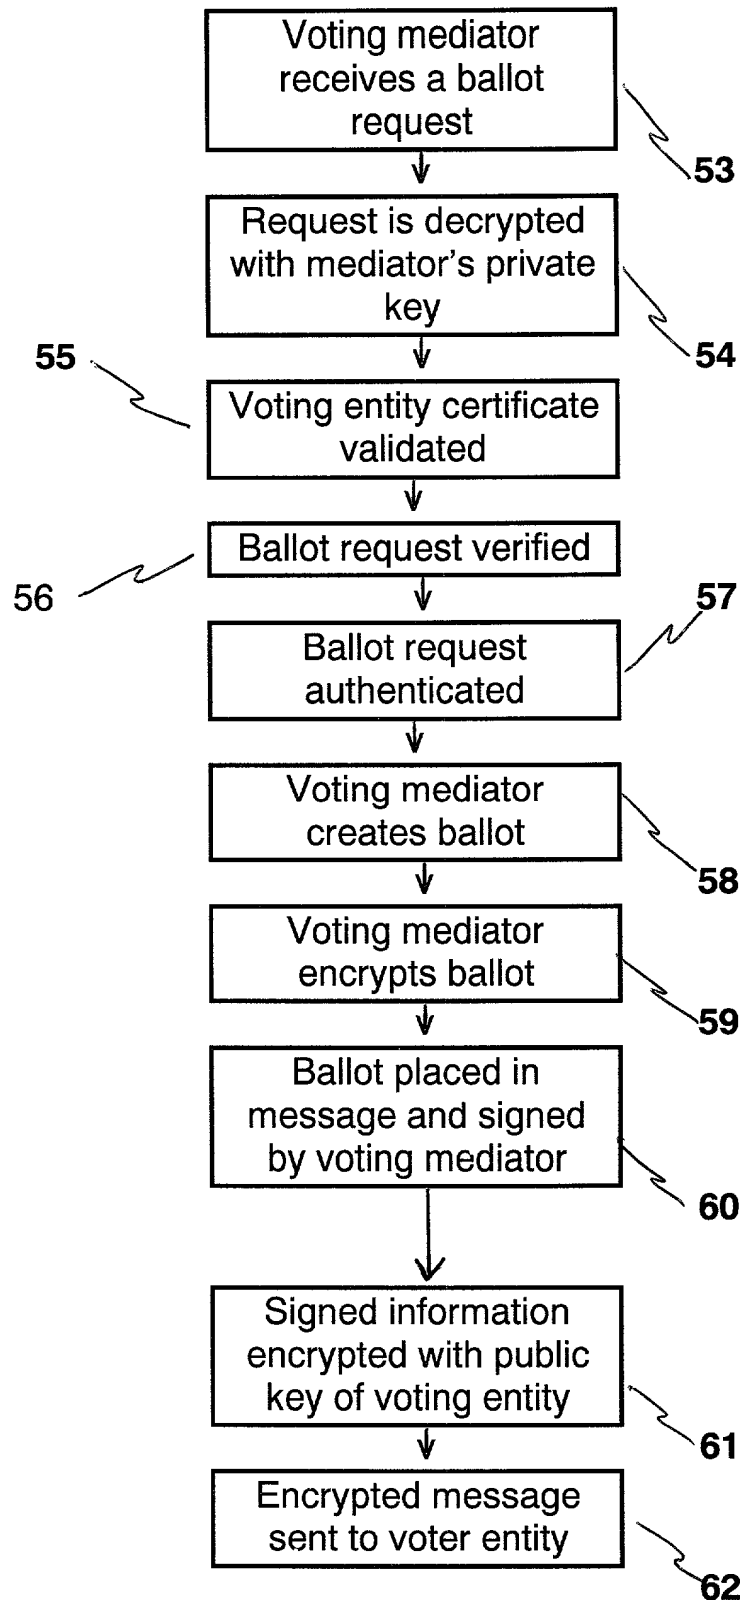 Voting mediator
receives a ballot
request
53
Request is decrypted
with mediator's private
key
54
55
Voting entity certificate
validated
Ballot request verified
56
57
Ballot request
authenticated
Voting mediator
creates ballot
58
Voting mediator
encrypts ballot
59
Ballot placed in
message and signed
by voting mediator
60
Signed information
encrypted with public
key of voting entity
61
Encrypted message
sent to voter entity
62